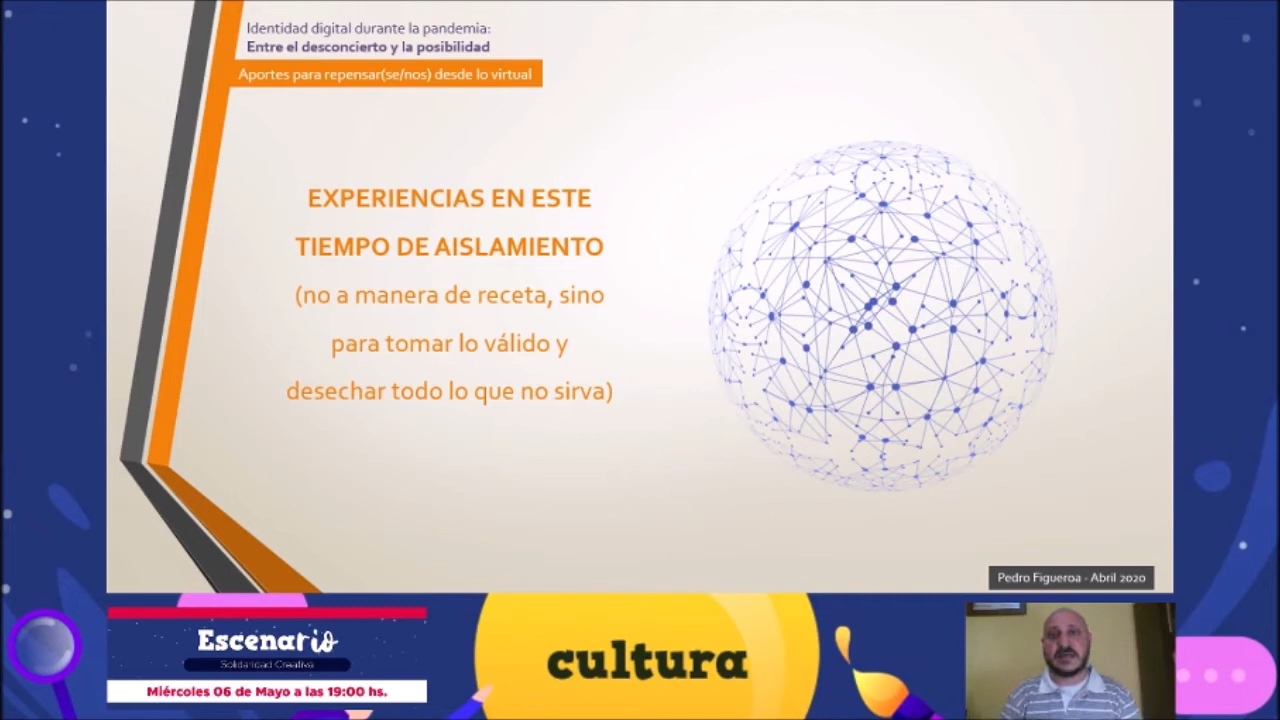 Identidad digital durante la pandemia:
Entre el desconcierto y la posibilidad
Aportes para repensar(se/nos) desde lo virtual
EXPERIENCIAS EN ESTE
TIEMPO DE AISLAMIENTO
(no a manera de receta, sino
para tomar lo válido y
desechar todo lo que no sirva)
Pedro Figueroa - Abril 2020
Escenario
Solidaridad Creativa
Miércoles 06 de Mayo a las 19:00 hs.
cultura